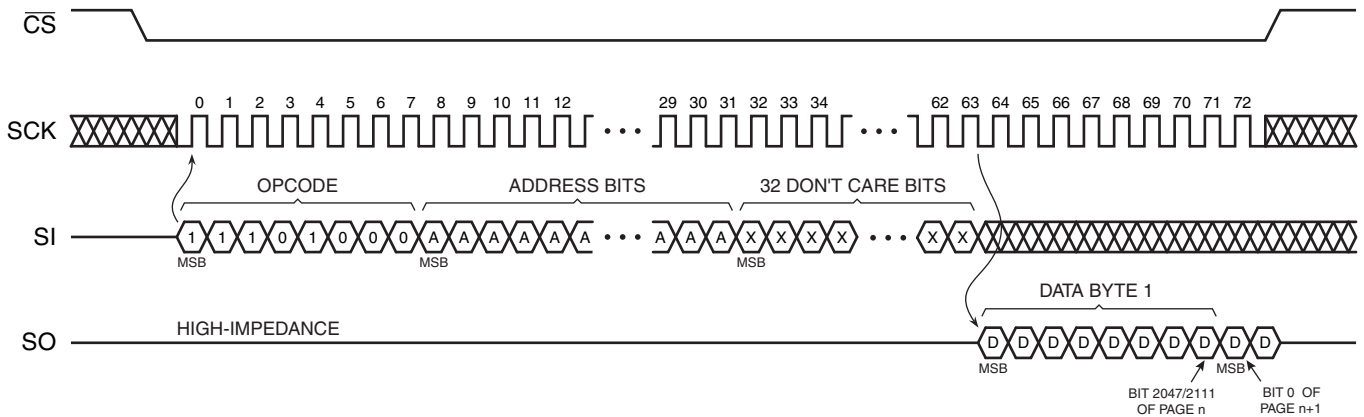 CS
0 1 2 3 4 5 6 7 8 9 10 11 12 29 30 31 32 33 34 62 63 64 65 66 67 68 69 70 71 72
SCK
OPCODE ADDRESS BITS 32 DON'T CARE BITS
SI 1 1 1 0 1 0 0 0 A A A A A A A A A X X X X X X
MSB MSB MSB
DATA BYTE 1
HIGH-IMPEDANCE
SO D D D D D D D D D D
MSB MSB
BIT 2047/2111
OF PAGE n
BIT 0 OF
PAGE n+1